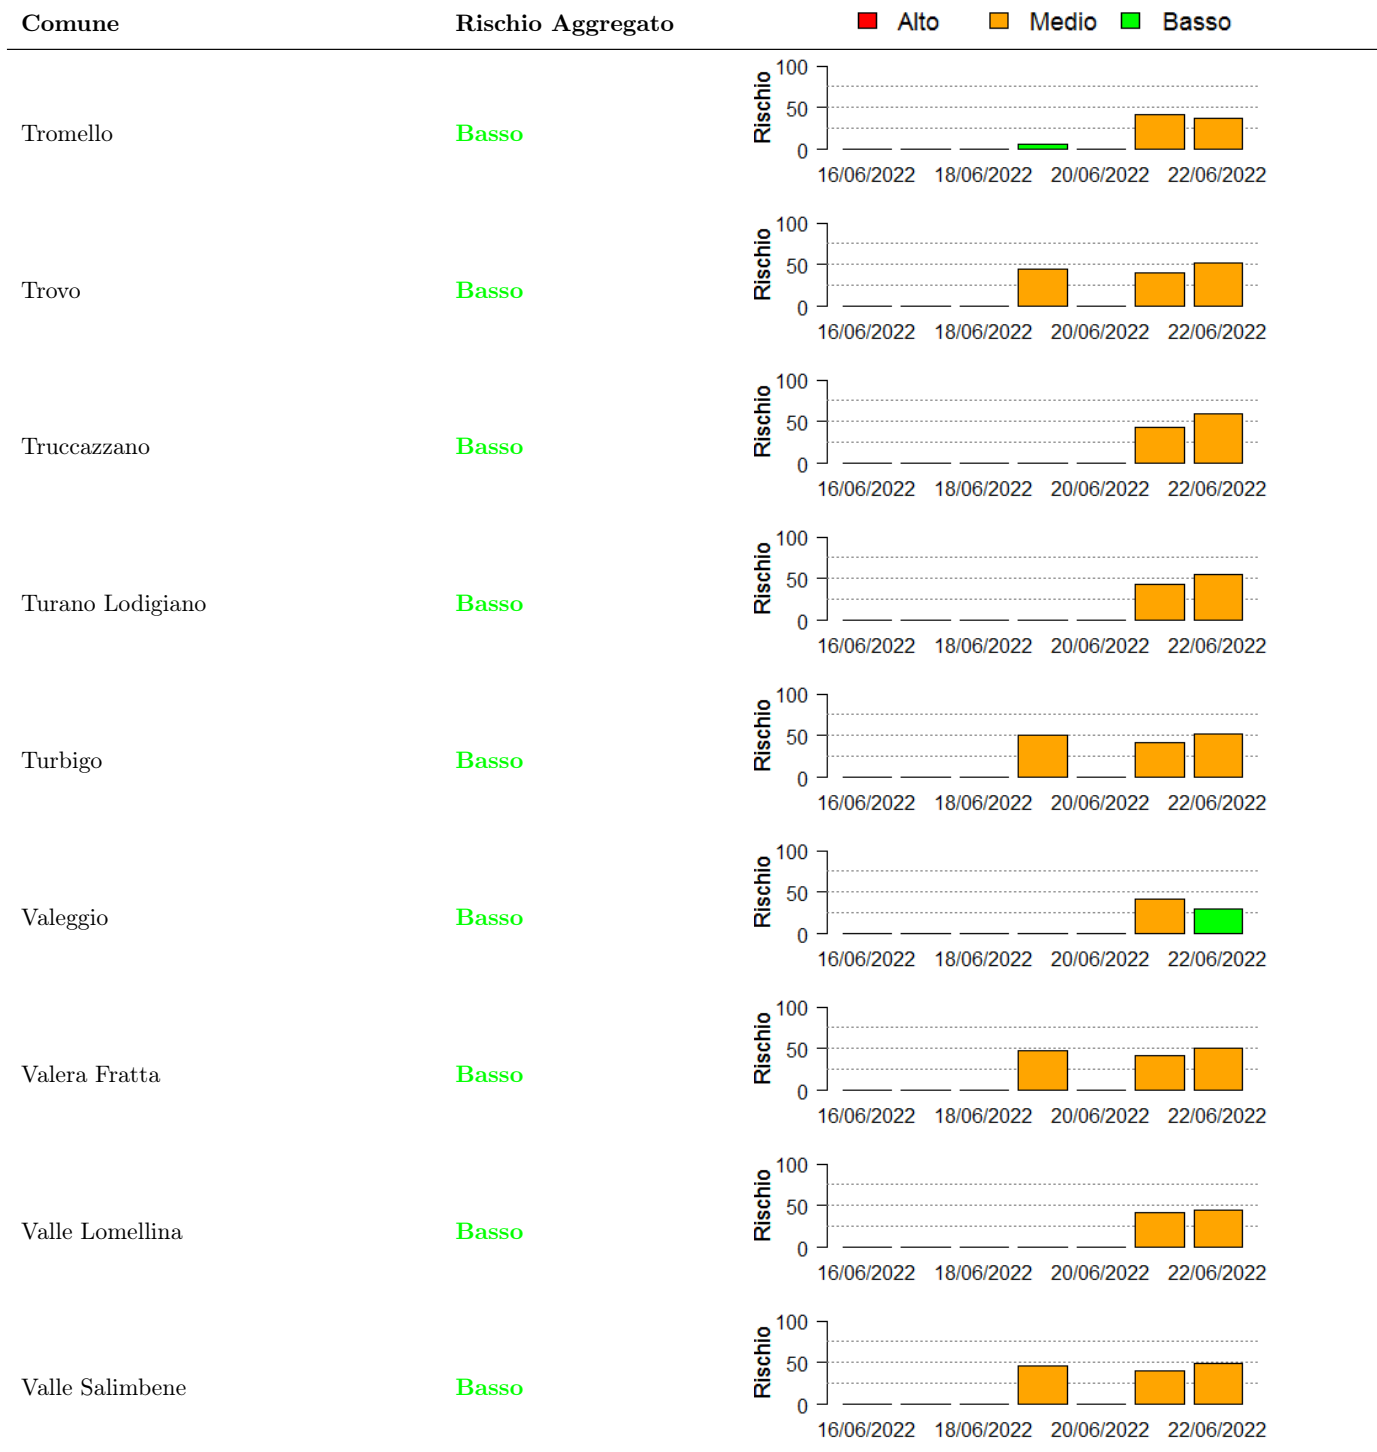 Comune Rischio Aggregato Alto Medio Basso
Tromello Basso Rischio 100 50 0
16/06/2022 18/06/2022 20/06/2022 22/06/2022
Trovo Basso Rischio 100 50 0
16/06/2022 18/06/2022 20/06/2022 22/06/2022
Truccazzano Basso Rischio 100 50 0
16/06/2022 18/06/2022 20/06/2022 22/06/2022
Turano Lodigiano Basso Rischio 100 50 0
16/06/2022 18/06/2022 20/06/2022 22/06/2022
Turbigo Basso Rischio 100 50 0
16/06/2022 18/06/2022 20/06/2022 22/06/2022
Valeggio Basso Rischio 100 50 0
16/06/2022 18/06/2022 20/06/2022 22/06/2022
Valera Fratta Basso Rischio 100 50 0
16/06/2022 18/06/2022 20/06/2022 22/06/2022
Valle Lomellina Basso Rischio 100 50 0
16/06/2022 18/06/2022 20/06/2022 22/06/2022
Valle Salimbene Basso Rischio 100 50 0
16/06/2022 18/06/2022 20/06/2022 22/06/2022